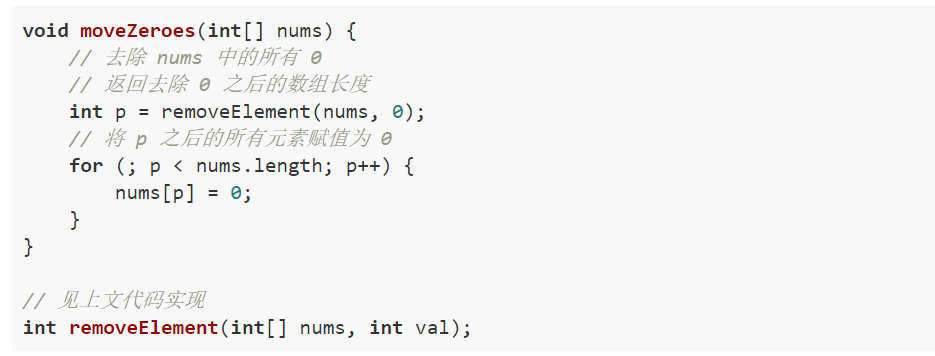 void moveZeroes(int[] nums) {
    // 去除 nums 中的所有 0
    // 返回去除 0 之后的数组长度
    int p = removeElement(nums, 0);
    // 将 p 之后的所有元素赋值为 0
    for (; p < nums.length; p++) {
        nums[p] = 0;
    }
}

// 见上文代码实现
int removeElement(int[] nums, int val);